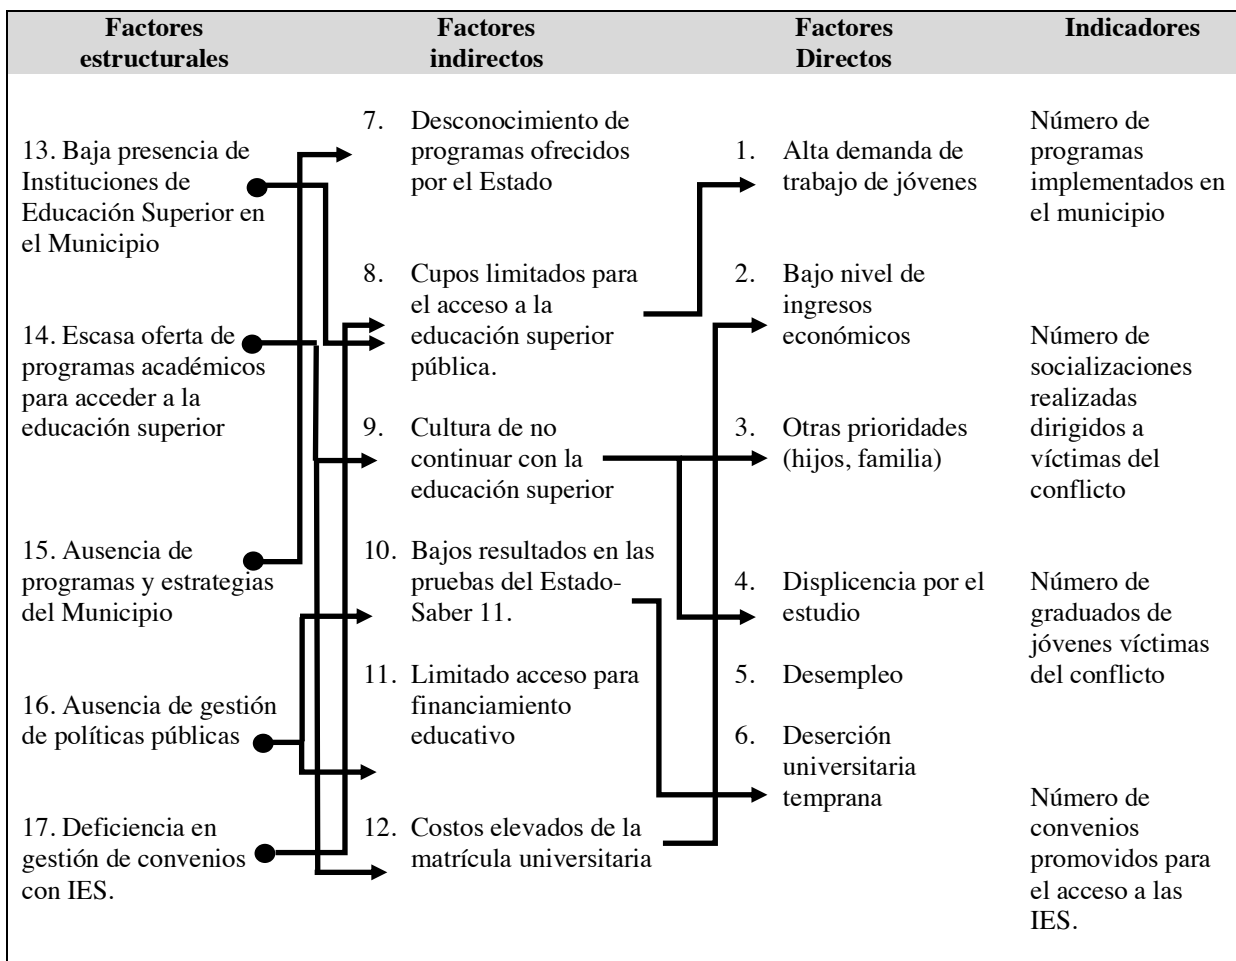 Factores
estructurales
Factores
indirectos
Factores
Directos
Indicadores
13. Baja presencia de
Instituciones de
Educación Superior en
el Municipio
14. Escasa oferta de
programas académicos
para acceder a la
educación superior
15. Ausencia de
programas y estrategias
del Municipio
16. Ausencia de gestión
de políticas públicas
17. Deficiencia en
gestión de convenios
con IES.
7. Desconocimiento de
programas ofrecidos
por el Estado
8. Cupos limitados para
el acceso a la
educación superior
pública.
9. Cultura de no
continuar con la
educación superior
10. Bajos resultados en las
pruebas del Estado-
Saber 11.
11. Limitado acceso para
financiamiento
educativo
12. Costos elevados de la
matrícula universitaria
1. Alta demanda de
trabajo de jóvenes
2. Bajo nivel de
ingresos
económicos
3. Otras prioridades
(hijos, familia)
4. Displicencia por el
estudio
5. Desempleo
6. Deserción
universitaria
temprana
Número de
programas
implementados en
el municipio
Número de
socializaciones
realizadas
dirigidos a
víctimas del
conflicto
Número de
graduados de
jóvenes víctimas
del conflicto
Número de
convenios
promovidos para
el acceso a las
IES.